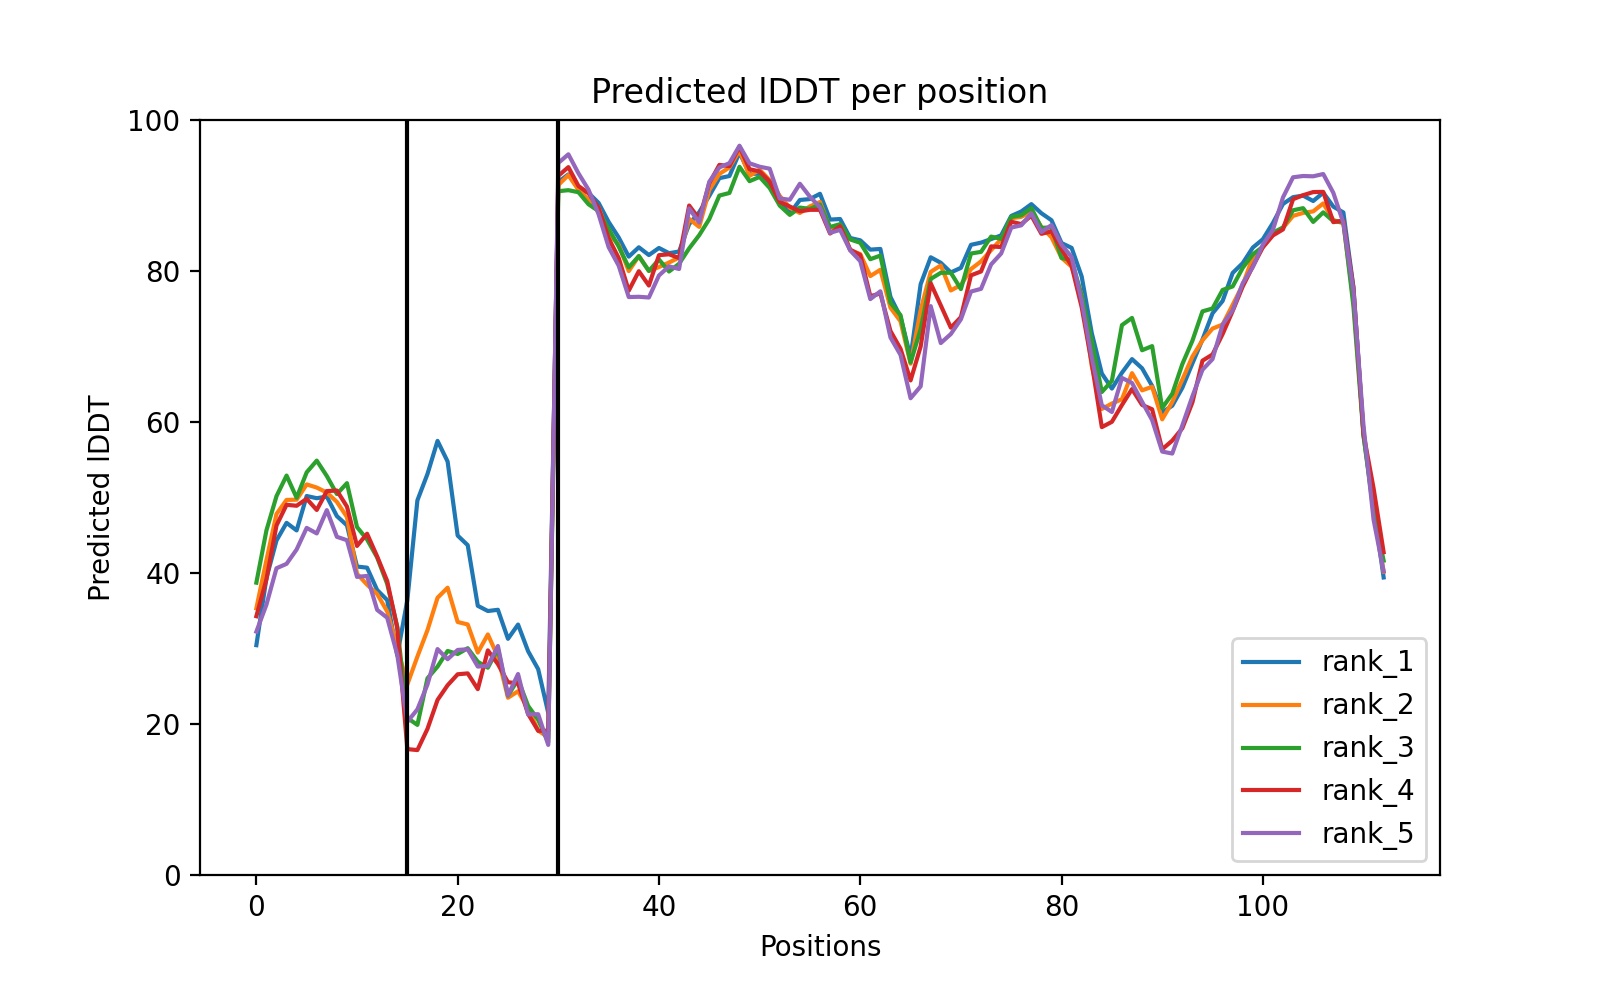 Predicted lDDT per position
100
80
60
40
20
0
Predicted lDDT
0 20 40 60 80 100
Positions
rank_1
rank_2
rank_3
rank_4
rank_5